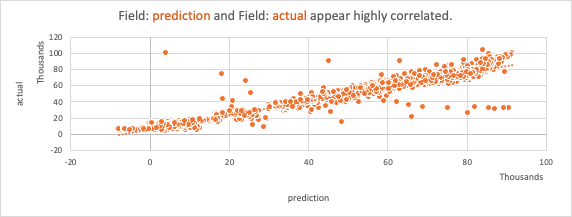 Field: prediction and Field: actual appear highly correlated.
actual
Thousands
120
100
80
60
40
20
0
-20
-20 0 20 40 60 80 100
Thousands
prediction